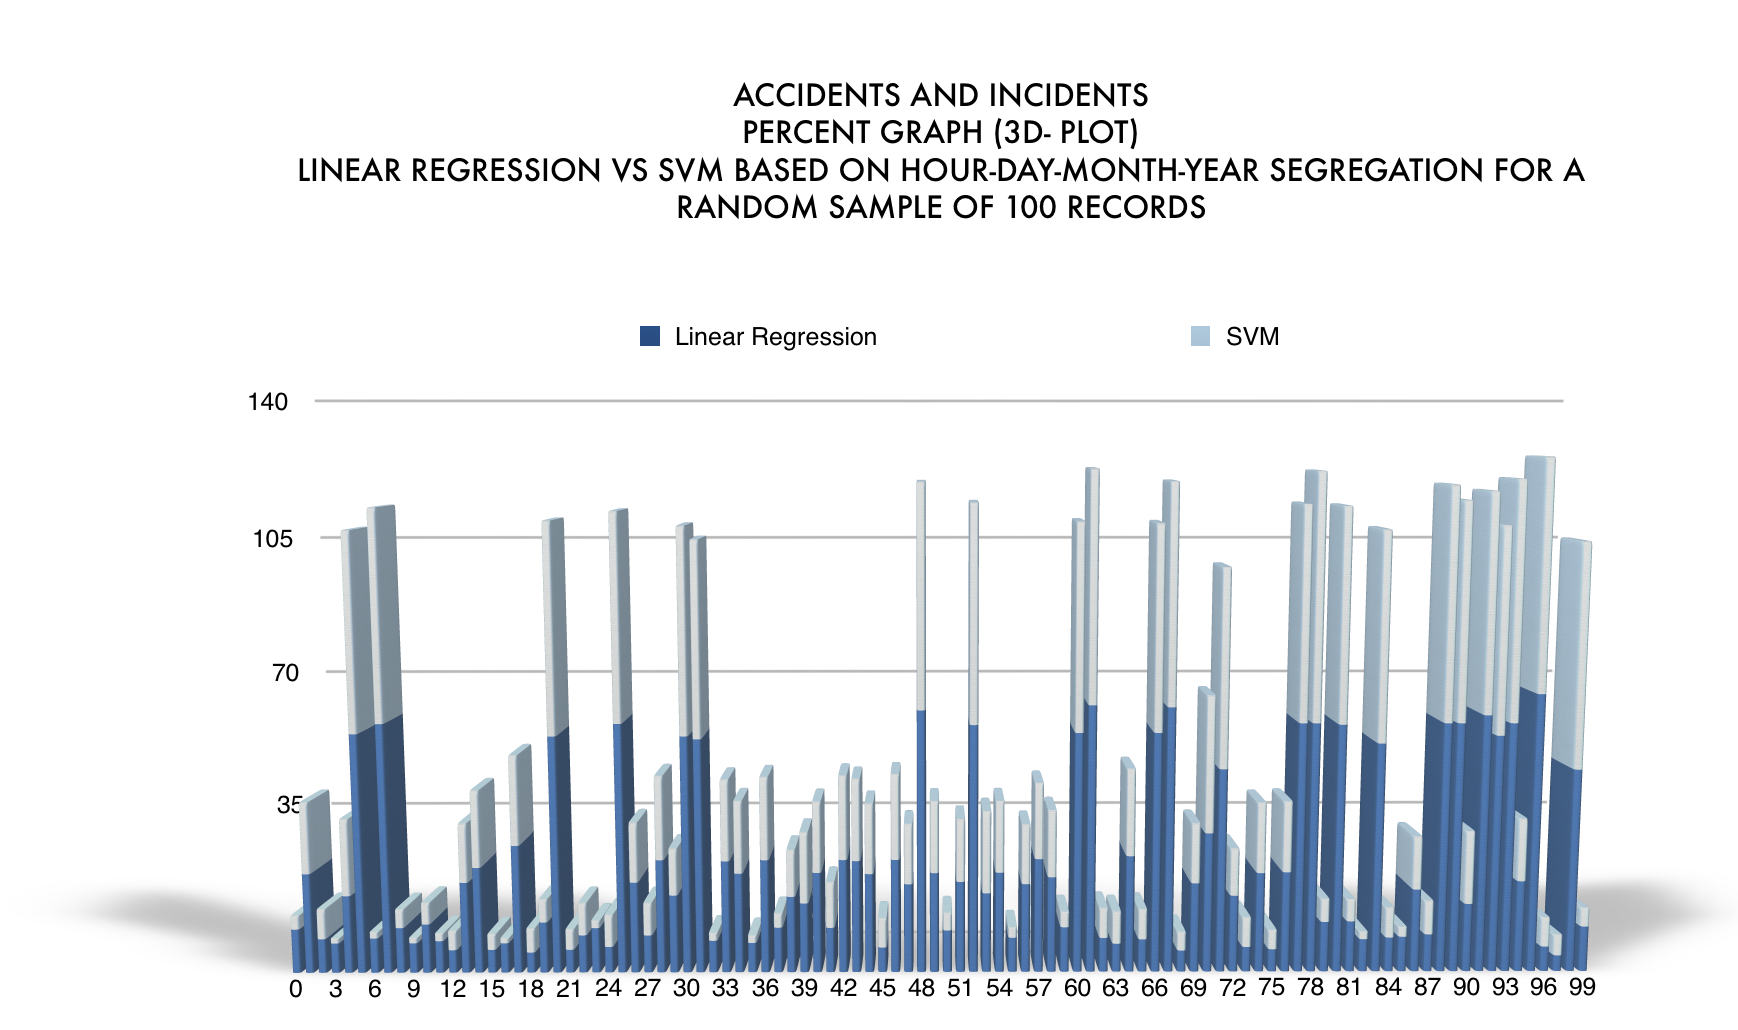 ACCIDENTS AND INCIDENTS
PERCENT GRAPH (3D- PLOT)
LINEAR REGRESSION VS SVM BASED ON HOUR-DAY-MONTH-YEAR SEGREGATION FOR A
RANDOM SAMPLE OF 100 RECORDS
Linear Regression SVM
140
105
70
35
0 3 6 9 12 15 18 21 24 27 30 33 36 39 42 45 48 51 54 57 60 63 66 69 72 75 78 81 84 87 90 93 96 99